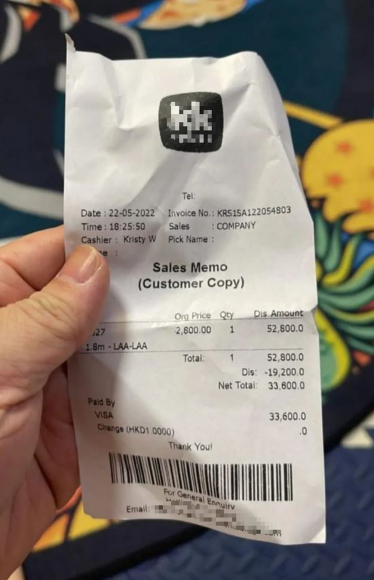 Tel:
Date : 22-05-2022 Invoice No.: KR515A122054803
Time : 18:25:50 Sales : COMPANY
Cashier : Kristy W Pick Name :
:
Sales Memo
(Customer Copy)
Org Price Qty Dis Amount
27 2,800.00 1 52,800.0
1.8m - LAA-LAA
Total: 1 52,800.0
Dis: -19,200.0
Net Total: 33,600.0
Paid By
VISA 33,600.0
Change (HKD1.0000) .0
Thank You!
For General Enquiry
Email: